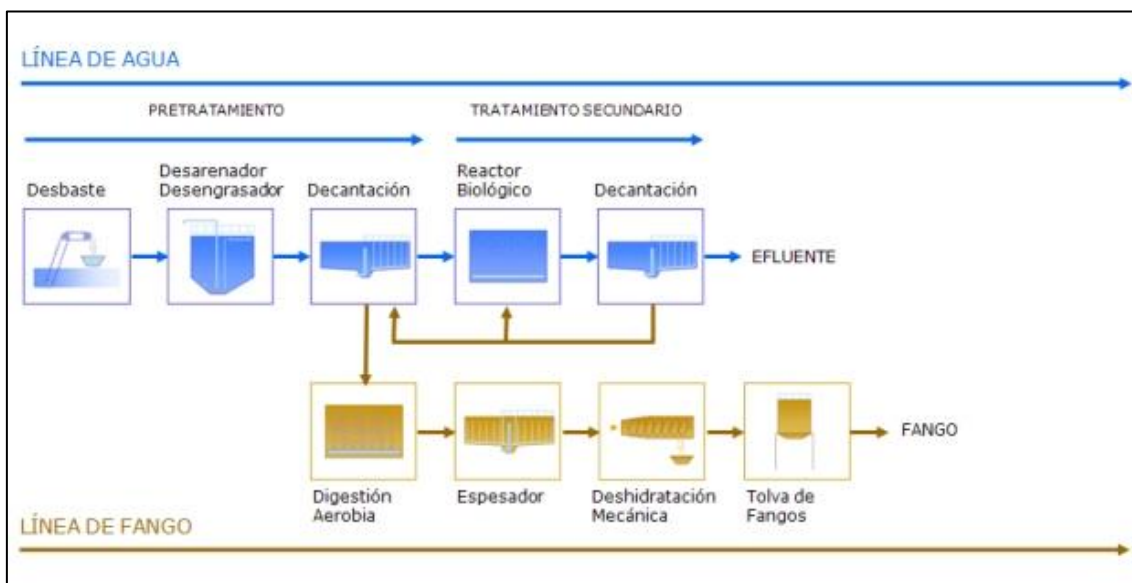 LÍNEA DE AGUA
PRETRATAMIENTO
TRATAMIENTO SECUNDARIO
Desbaste
Desarenador
Desengrasador
Decantación
Reactor
Biológico
Decantación
EFLUENTE
FANGO
Digestión
Aerobia
Espesador
Deshidratación
Mecánica
Tolva de
Fangos
LÍNEA DE FANGO